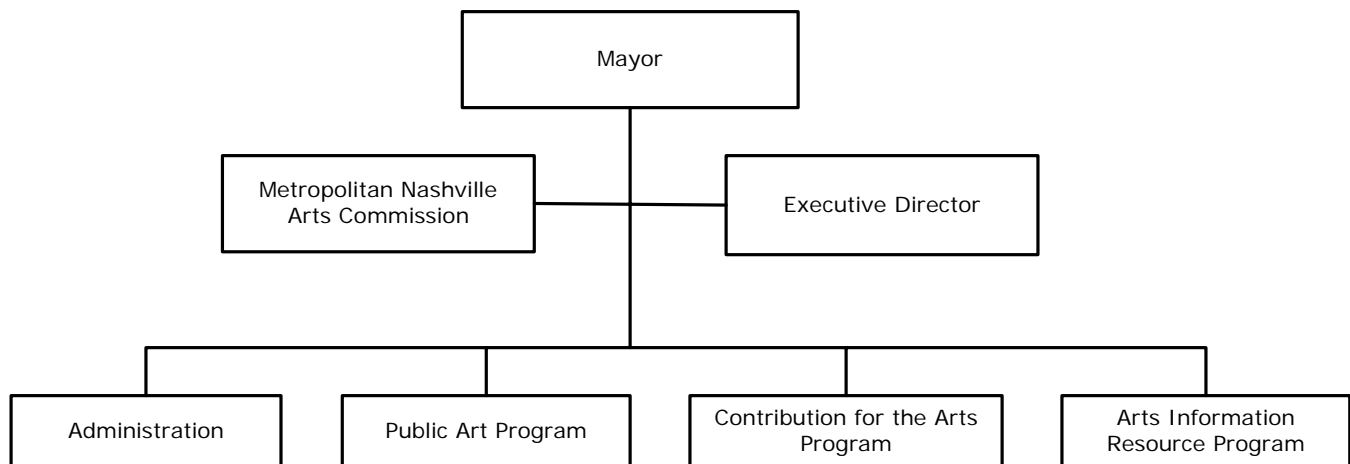 Mayor
Metropolitan Nashville
Arts Commission
Executive Director
Administration
Public Art Program
Contribution for the Arts
Program
Arts Information
Resource Program